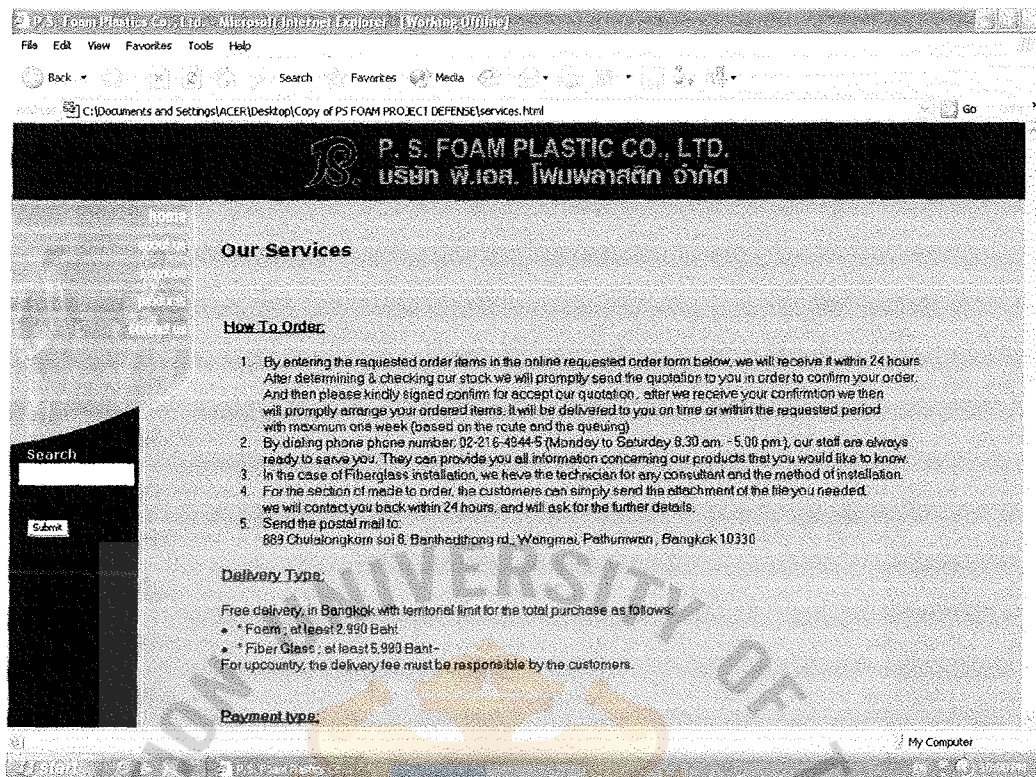 P.S. Foam Plastics Co., Ltd. - Microsoft Internet Explorer - [Working Offline]
File Edit View Favorites Tools Help
Back Search Favorites Media
C:\Documents and Settings\ACER\Desktop\Copy of PS FOAM PROJECT DEFENSE\services.html Go
P. S. FOAM PLASTIC CO., LTD.
บริษัท พี.เอส. โฟมพลาสติก จำกัด
home
about us
services
products
contact us
Our Services
How To Order:
1. By entering the requested order items in the online requested order form below, we will receive it within 24 hours.
After determining & checking our stock we will promptly send the quotation to you in order to confirm your order.
And then please kindly signed confirm for accept our quotation, after we receive your confirmtion we then
will promptly arrange your ordered items. It will be delivered to you on time or within the requested period
with maximum one week (based on the route and the queuing)
2. By dialing phone phone number: 02-216-4944-5 (Monday to Saturday 8.30 am. - 5.00 pm.), our staff are always
ready to serve you. They can provide you all information concerning our products that you would like to know.
3. In the case of Fiberglass installation, we have the technician for any consultant and the method of installation.
4. For the section of made to order, the customers can simply send the attachment of the file you needed,
we will contact you back within 24 hours, and will ask for the further details.
5. Send the postal mail to:
Chulalongkorn soi 6, Banthadthong rd., Wangmai, Pathumwan, Bangkok 10330
Search
Submit
Delivery Type:
Free delivery, in Bangkok with territorial limit for the total purchase as follows:
• * Foam ; at least Baht
• * Fiber Glass ; at least Baht-
For upcountry, the delivery fee must be responsible by the customers.
Payment type:
My Computer
start P.S. Foam
UNIVERSITY OF